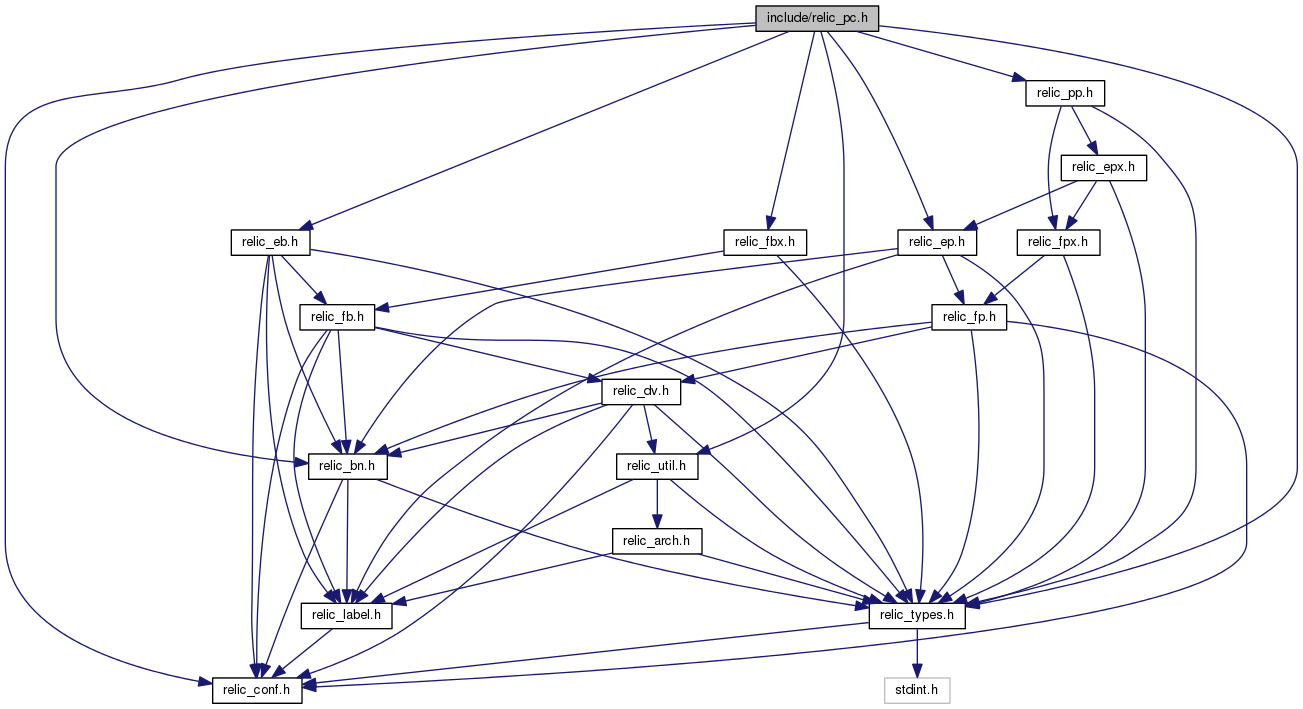 include/relic_pc.h
relic_pp.h
relic_epx.h
relic_eb.h
relic_fbx.h
relic_ep.h
relic_fpx.h
relic_fb.h
relic_fp.h
relic_dv.h
relic_bn.h
relic_util.h
relic_arch.h
relic_label.h
relic_types.h
relic_conf.h
stdint.h